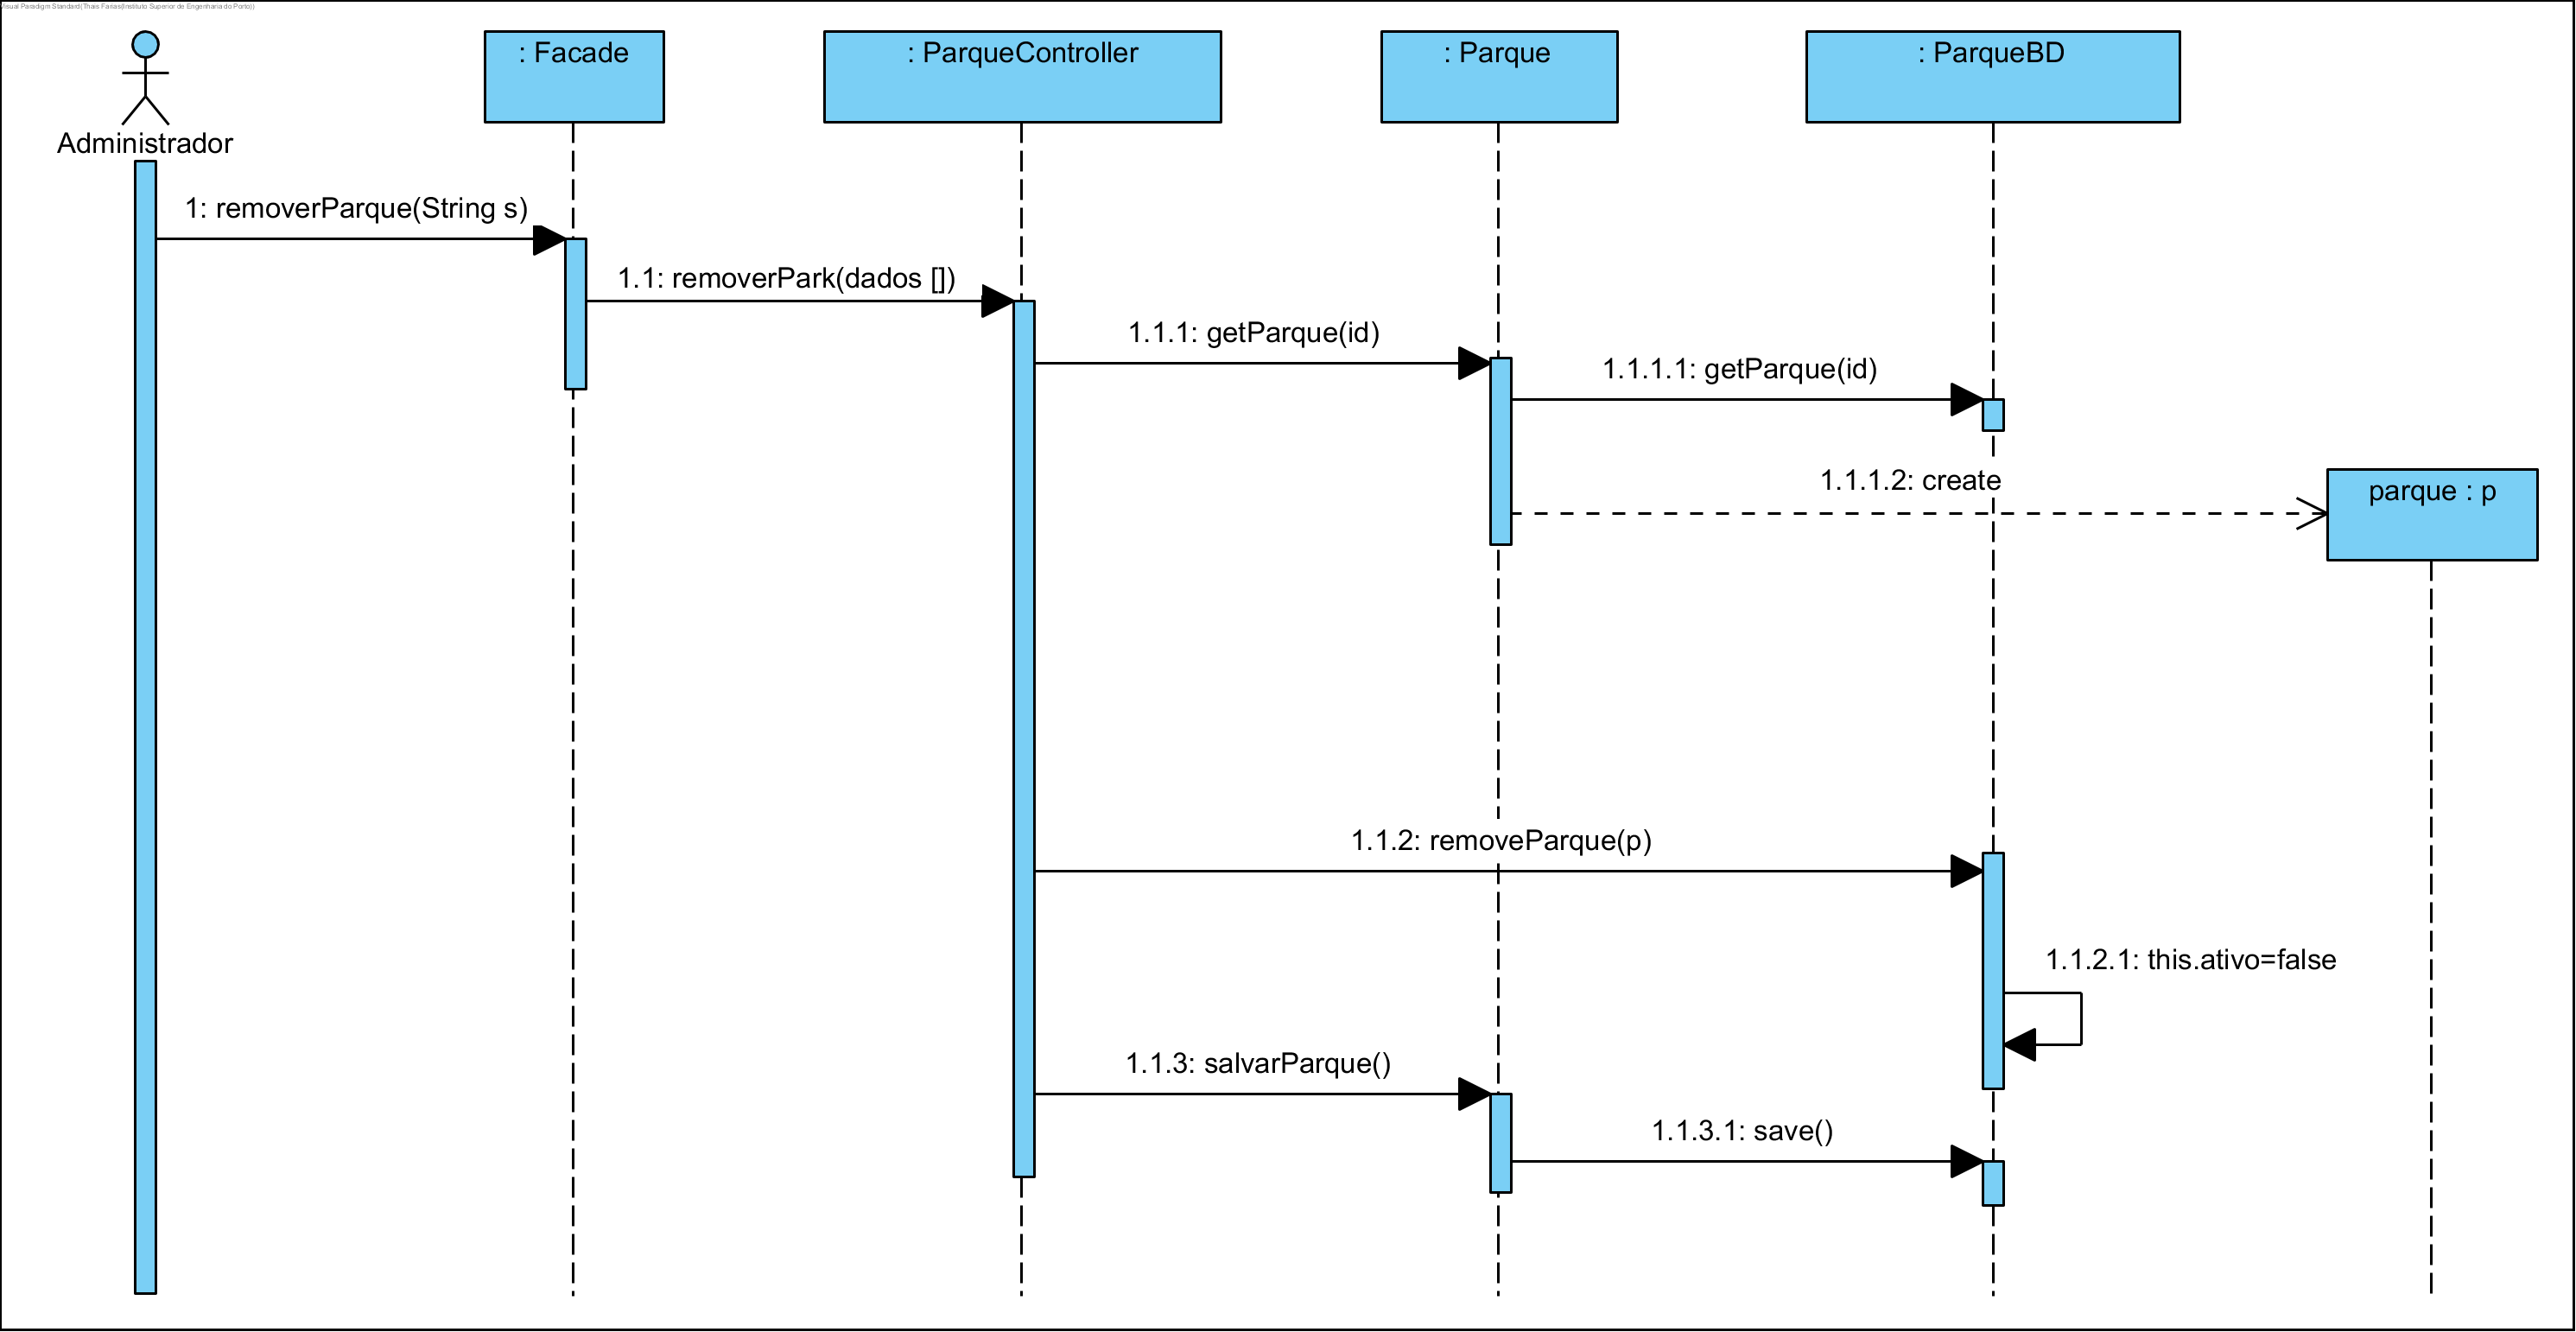 Visual Paradigm Standard(Thais Farias(Instituto Superior de Engenharia do Porto))
Administrador
: Facade
: ParqueController
: Parque
: ParqueBD
1: removerParque(String s)
1.1: removerPark(dados [])
1.1.1: getParque(id)
1.1.1.1: getParque(id)
1.1.1.2: create
parque : p
1.1.2: removeParque(p)
1.1.2.1: this.ativo=false
1.1.3: salvarParque()
1.1.3.1: save()